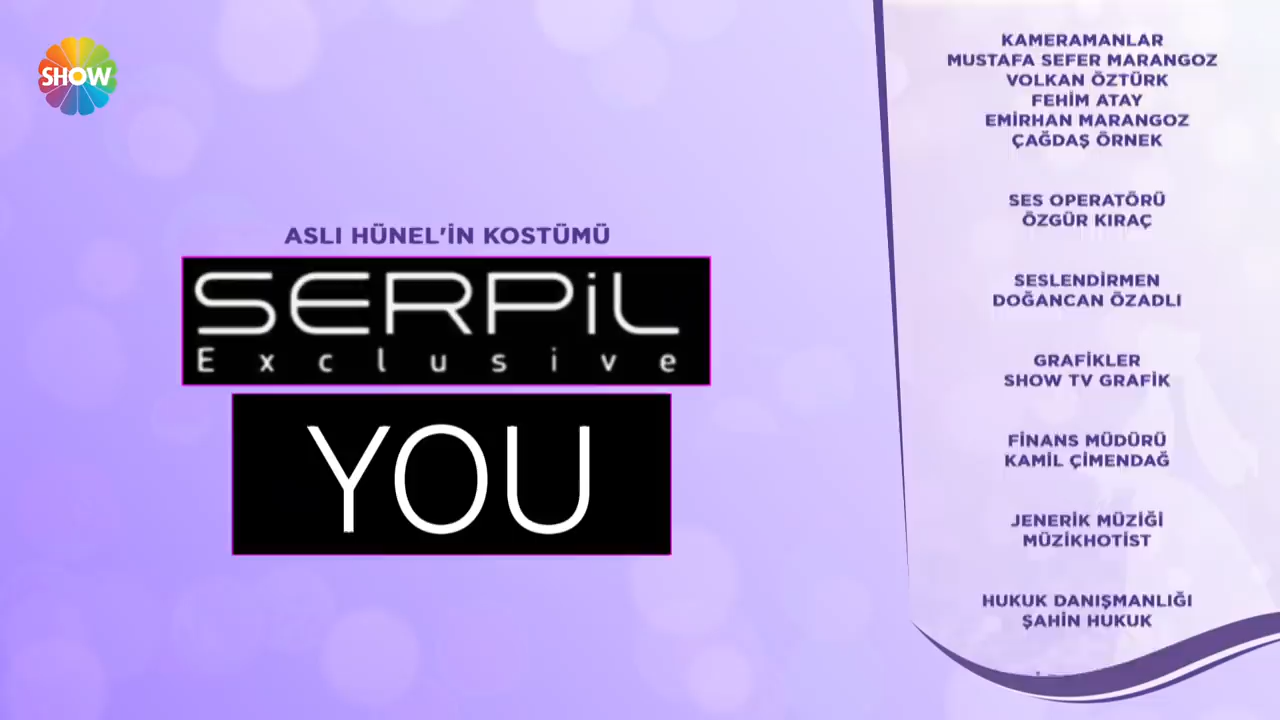 SHOW
ASLI HÜNEL'İN KOSTÜMÜ
SERPiL
Exclusive
YOU
KAMERAMANLAR
MUSTAFA SEFER MARANGOZ
VOLKAN ÖZTÜRK
FEHİM ATAY
EMİRHAN MARANGOZ
ÇAĞDAŞ ÖRNEK
SES OPERATÖRÜ
ÖZGÜR KIRAÇ
SESLENDİRMEN
DOĞANCAN ÖZADLI
GRAFİKLER
SHOW TV GRAFİK
FİNANS MÜDÜRÜ
KAMİL ÇİMENDAĞ
JENERİK MÜZİĞİ
MÜZİKHOTİST
HUKUK DANIŞMANLIĞI
ŞAHİN HUKUK